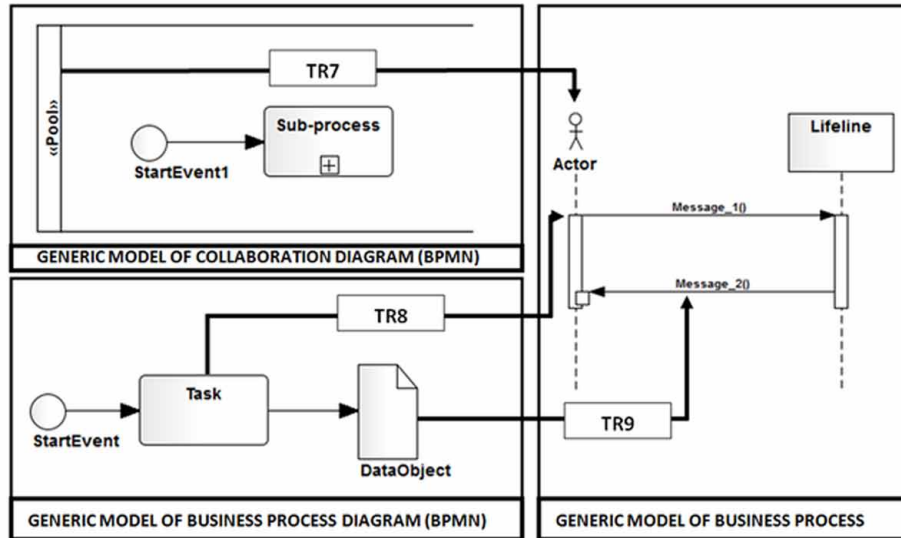 TR7
«Pool»
Sub-process
StartEvent1
GENERIC MODEL OF COLLABORATION DIAGRAM (BPMN)
TR8
Task
StartEvent
DataObject
GENERIC MODEL OF BUSINESS PROCESS DIAGRAM (BPMN)
Actor
Lifeline
Message_1()
Message_2()
TR9
GENERIC MODEL OF BUSINESS PROCESS